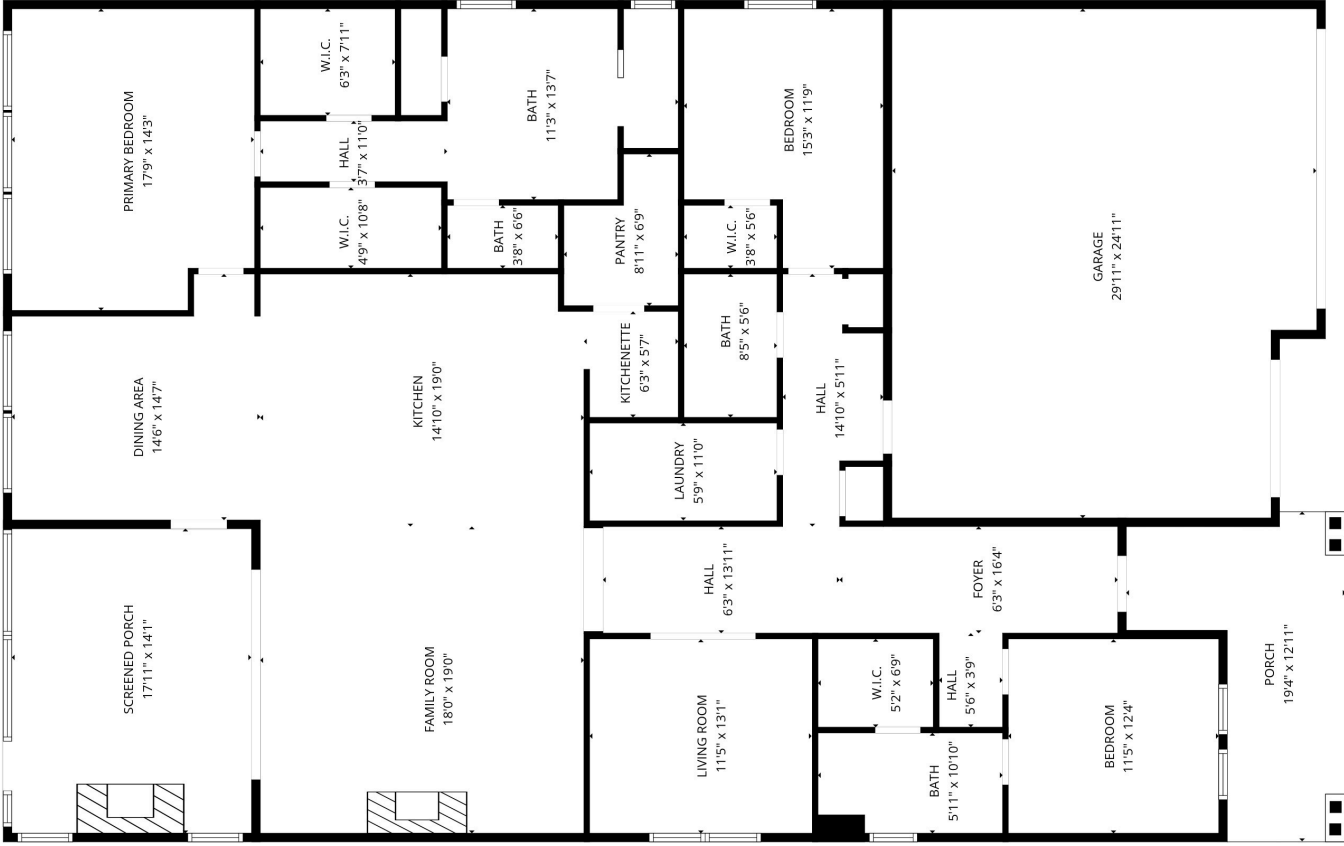 PRIMARY BEDROOM
17'9" x 14'3"
W.I.C.
6'3" x 7'11"
HALL
3'7" x 11'0"
W.I.C.
4'9" x 10'8"
BATH
11'3" x 13'7"
BATH
3'8" x 6'6"
PANTRY
8'11" x 6'9"
BEDROOM
15'3" x 11'9"
W.I.C.
3'8" x 5'6"
GARAGE
29'11" x 24'11"
DINING AREA
14'6" x 14'7"
KITCHEN
14'10" x 19'0"
KITCHENETTE
6'3" x 5'7"
BATH
8'5" x 5'6"
HALL
14'10" x 5'11"
LAUNDRY
5'9" x 11'0"
SCREENED PORCH
17'11" x 14'1"
FAMILY ROOM
18'0" x 19'0"
HALL
6'3" x 13'11"
FOYER
6'3" x 16'4"
LIVING ROOM
11'5" x 13'1"
W.I.C.
5'2" x 6'9"
HALL
5'6" x 3'9"
BATH
5'11" x 10'10"
BEDROOM
11'5" x 12'4"
PORCH
19'4" x 12'11"